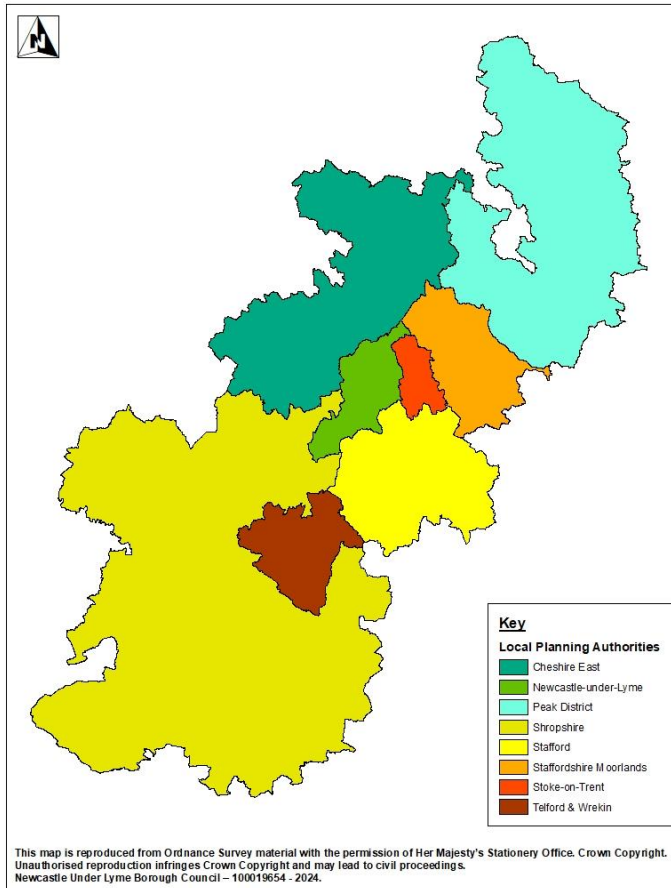 N
Key
Local Planning Authorities
Cheshire East
Newcastle-under-Lyme
Peak District
Shropshire
Stafford
Staffordshire Moorlands
Stoke-on-Trent
Telford & Wrekin
This map is reproduced from Ordnance Survey material with the permission of Her Majesty's Stationery Office. Crown Copyright.
Unauthorised reproduction infringes Crown Copyright and may lead to civil proceedings.
Newcastle Under Lyme Borough Council – 100019654 - 2024.